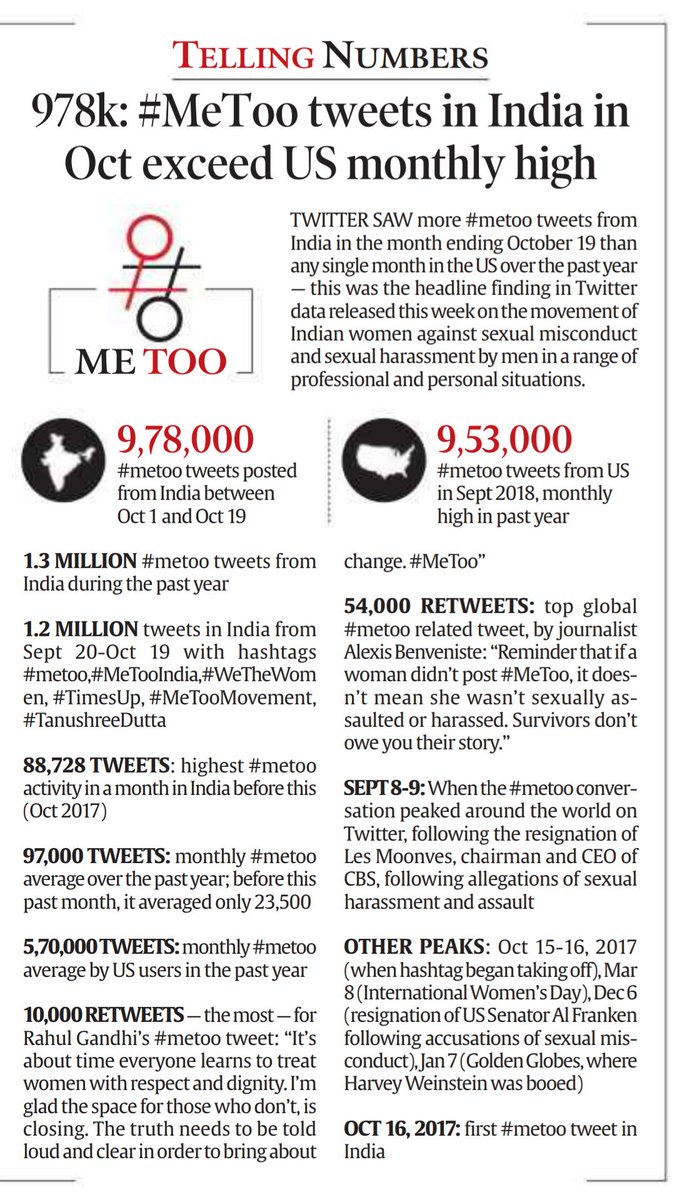 TELLING NUMBERS
978k: #MeToo tweets in India in
Oct exceed US monthly high
ME TOO
TWITTER SAW more #metoo tweets from
India in the month ending October 19 than
any single month in the US over the past year
— this was the headline finding in Twitter
data released this week on the movement of
Indian women against sexual misconduct
and sexual harassment by men in a range of
professional and personal situations.
9,78,000
#metoo tweets posted
from India between
Oct 1 and Oct 19
9,53,000
#metoo tweets from US
in Sept 2018, monthly
high in past year
1.3 MILLION #metoo tweets from
India during the past year
1.2 MILLION tweets in India from
Sept 20-Oct 19 with hashtags
#metoo,#MeTooIndia,#WeTheWom
en, #TimesUp, #MeTooMovement,
#TanushreeDutta
88,728 TWEETS: highest #metoo
activity in a month in India before this
(Oct 2017)
97,000 TWEETS: monthly #metoo
average over the past year; before this
past month, it averaged only 23,500
5,70,000 TWEETS: monthly #metoo
average by US users in the past year
10,000 RETWEETS — the most — for
Rahul Gandhi's #metoo tweet: “It's
about time everyone learns to treat
women with respect and dignity. I'm
glad the space for those who don't, is
closing. The truth needs to be told
loud and clear in order to bring about
change. #MeToo”
54,000 RETWEETS: top global
#metoo related tweet, by journalist
Alexis Benveniste: “Reminder that if a
woman didn't post #MeToo, it does-
n't mean she wasn't sexually as-
saulted or harassed. Survivors don't
owe you their story.”
SEPT 8-9: When the #metoo conver-
sation peaked around the world on
Twitter, following the resignation of
Les Moonves, chairman and CEO of
CBS, following allegations of sexual
harassment and assault
OTHER PEAKS: Oct 15-16, 2017
(when hashtag began taking off), Mar
8 (International Women's Day), Dec 6
(resignation of US Senator Al Franken
following accusations of sexual mis-
conduct), Jan 7 (Golden Globes, where
Harvey Weinstein was booed)
OCT 16, 2017: first #metoo tweet in
India